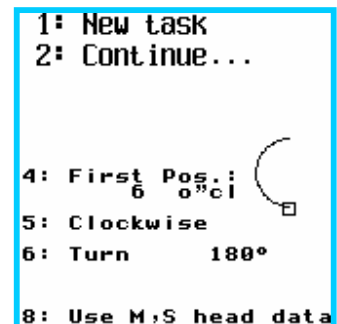 1: New task
2: Continue...
4: First Pos.:
6 o"cl
5: Clockwise
6: Turn 180°
8: Use M,S head data